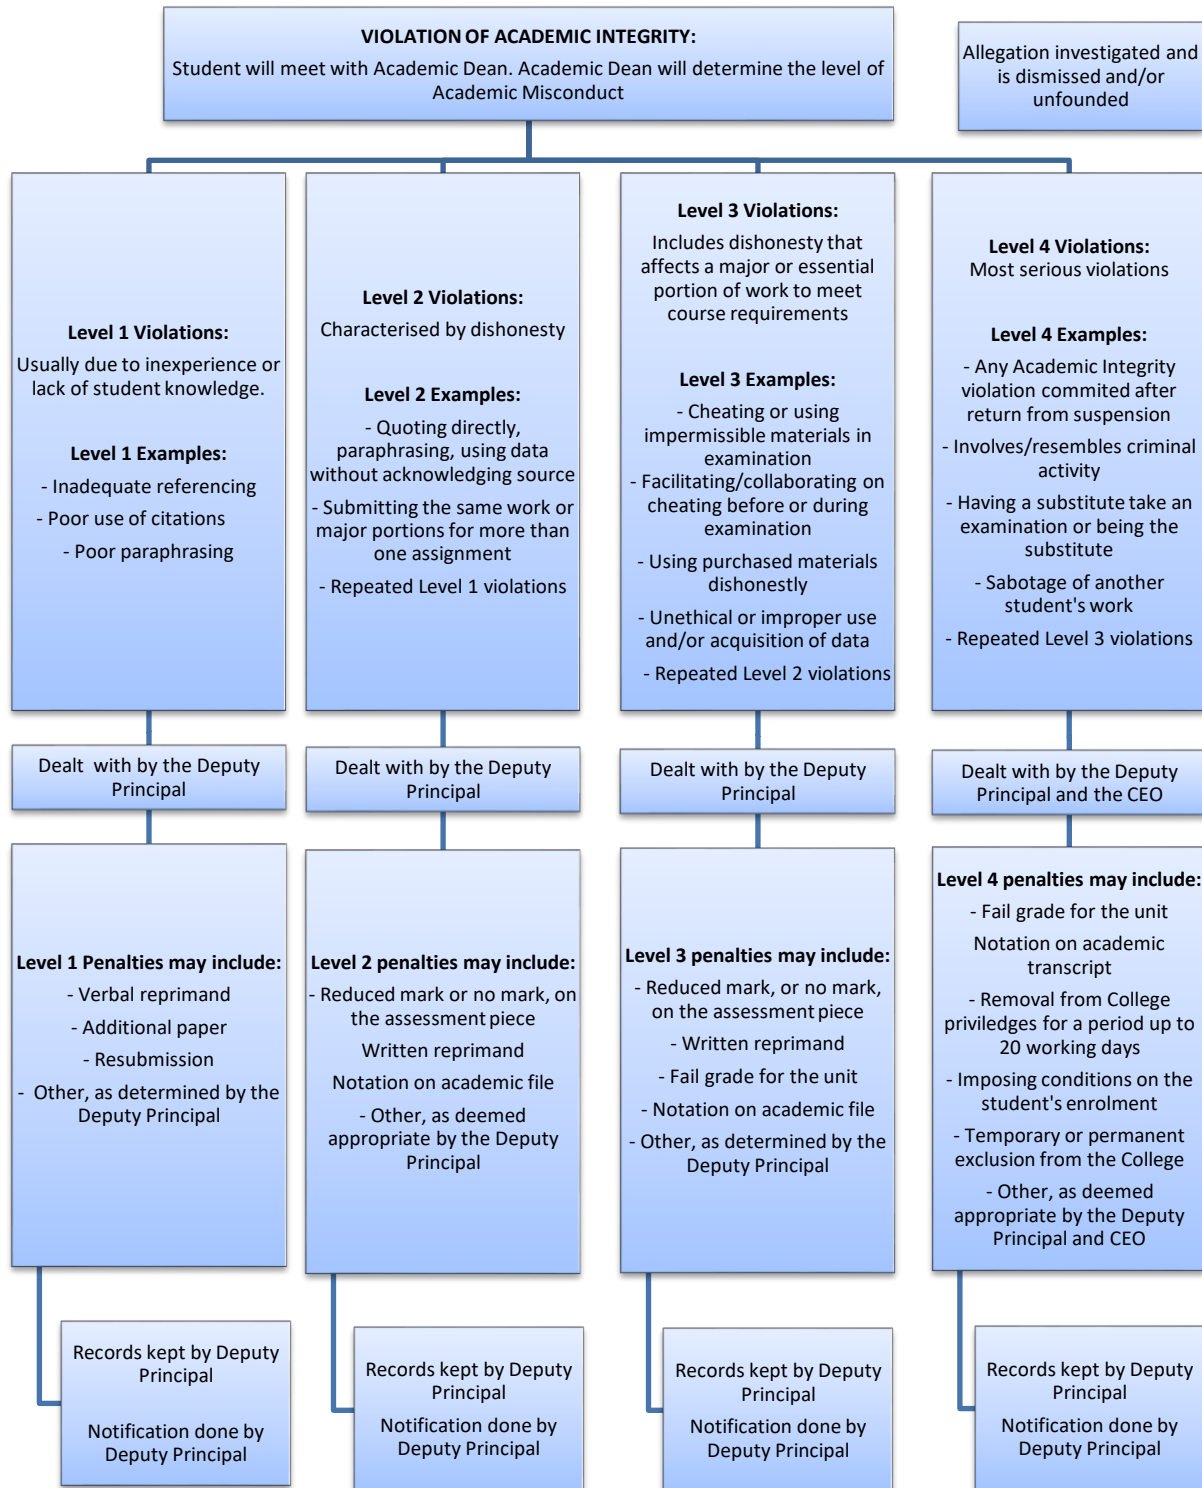 VIOLATION OF ACADEMIC INTEGRITY:
Student will meet with Academic Dean. Academic Dean will determine the level of
Academic Misconduct
Allegation investigated and
is dismissed and/or
unfounded
Level 1 Violations:
Usually due to inexperience or
lack of student knowledge.
Level 1 Examples:
- Inadequate referencing
- Poor use of citations
- Poor paraphrasing
Level 2 Violations:
Characterised by dishonesty
Level 2 Examples:
- Quoting directly,
paraphrasing, using data
without acknowledging source
- Submitting the same work or
major portions for more than
one assignment
- Repeated Level 1 violations
Level 3 Violations:
Includes dishonesty that
affects a major or essential
portion of work to meet
course requirements
Level 3 Examples:
- Cheating or using
impermissible materials in
examination
- Facilitating/collaborating on
cheating before or during
examination
- Using purchased materials
dishonestly
- Unethical or improper use
and/or acquisition of data
- Repeated Level 2 violations
Level 4 Violations:
Most serious violations
Level 4 Examples:
- Any Academic Integrity
violation commited after
return from suspension
- Involves/resembles criminal
activity
- Having a substitute take an
examination or being the
substitute
- Sabotage of another
student's work
- Repeated Level 3 violations
Dealt with by the Deputy
Principal
Dealt with by the Deputy
Principal
Dealt with by the Deputy
Principal
Dealt with by the Deputy
Principal and the CEO
Level 1 Penalties may include:
- Verbal reprimand
- Additional paper
- Resubmission
- Other, as determined by the
Deputy Principal
Level 2 penalties may include:
- Reduced mark or no mark, on
the assessment piece
Written reprimand
Notation on academic file
- Other, as deemed
appropriate by the Deputy
Principal
Level 3 penalties may include:
- Reduced mark, or no mark,
on the assessment piece
- Written reprimand
- Fail grade for the unit
- Notation on academic file
- Other, as determined by the
Deputy Principal
Level 4 penalties may include:
- Fail grade for the unit
Notation on academic
transcript
- Removal from College
priviledges for a period up to
20 working days
- Imposing conditions on the
student's enrolment
- Temporary or permanent
exclusion from the College
- Other, as deemed
appropriate by the Deputy
Principal and CEO
Records kept by Deputy
Principal
Notification done by
Deputy Principal
Records kept by Deputy
Principal
Notification done by
Deputy Principal
Records kept by Deputy
Principal
Notification done by
Deputy Principal
Records kept by Deputy
Principal
Notification done by
Deputy Principal